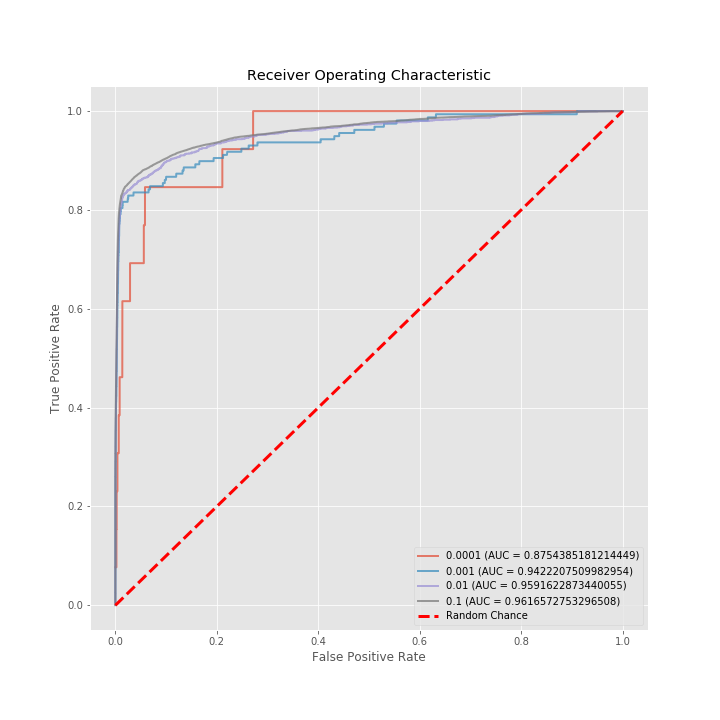 Receiver Operating Characteristic
1.0
0.8
0.6
0.4
0.2
0.0
True Positive Rate
0.0001 (AUC = 0.8754385181214449)
0.001 (AUC = 0.9422207509982954)
0.01 (AUC = 0.9591622873440055)
0.1 (AUC = 0.9616572753296508)
Random Chance
0.0 0.2 0.4 0.6 0.8 1.0
False Positive Rate